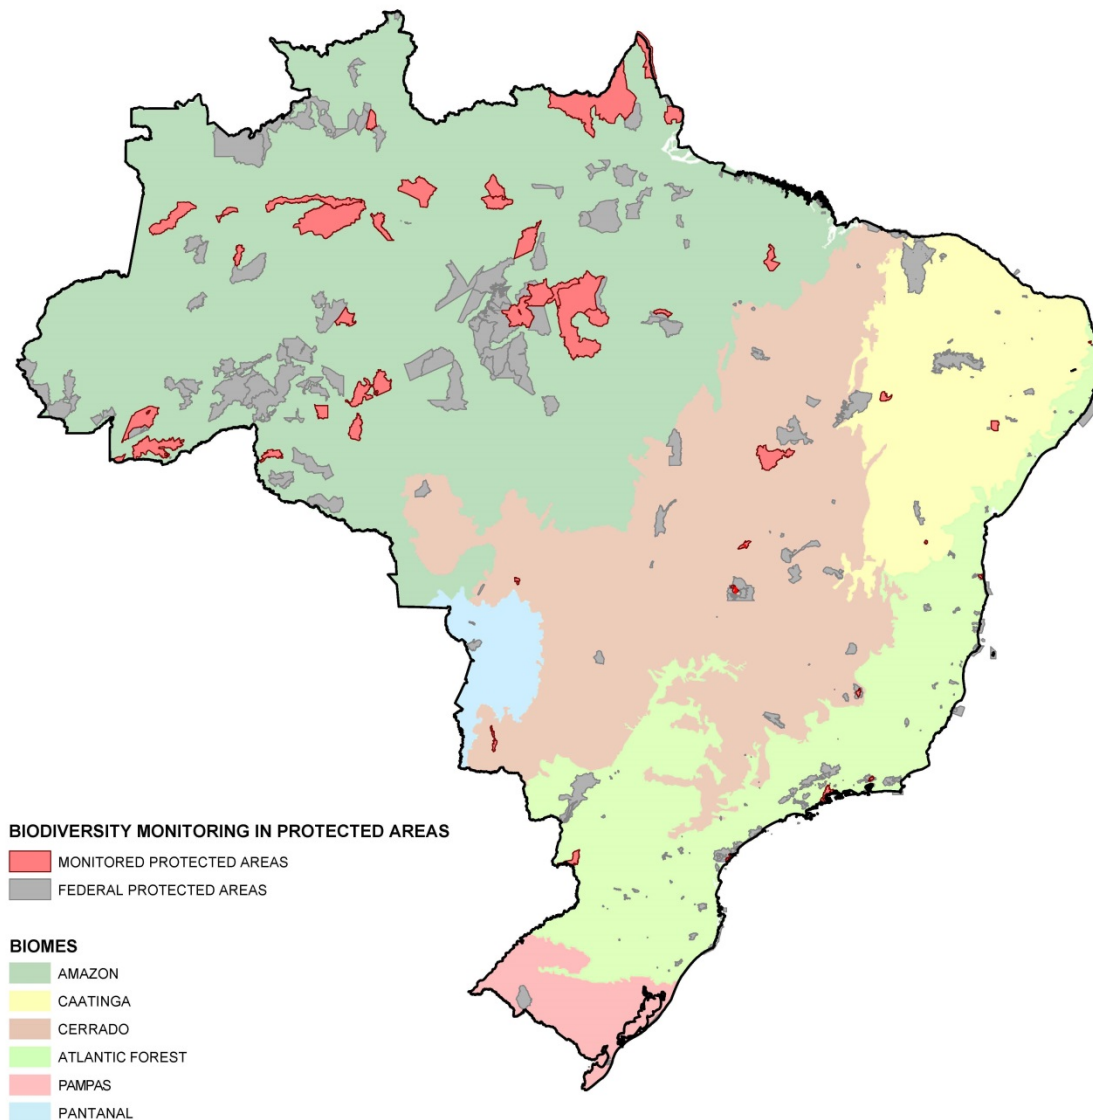 BIODIVERSITY MONITORING IN PROTECTED AREAS
MONITORED PROTECTED AREAS
FEDERAL PROTECTED AREAS
BIOMES
AMAZON
CAATINGA
CERRADO
ATLANTIC FOREST
PAMPAS
PANTANAL